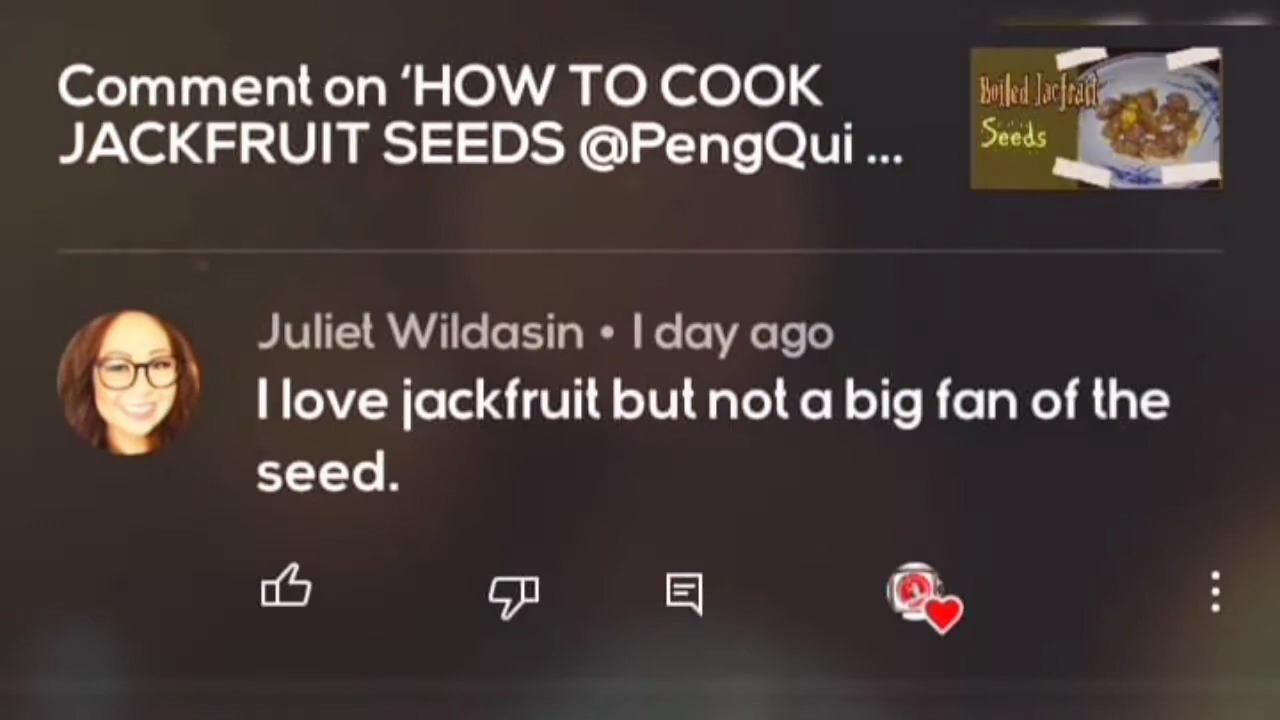 Comment on ‘HOW TO COOK
JACKFRUIT SEEDS @PengQui ...
Boiled Jacfruit
Seeds
Juliet Wildasin • 1 day ago
I love jackfruit but not a big fan of the
seed.